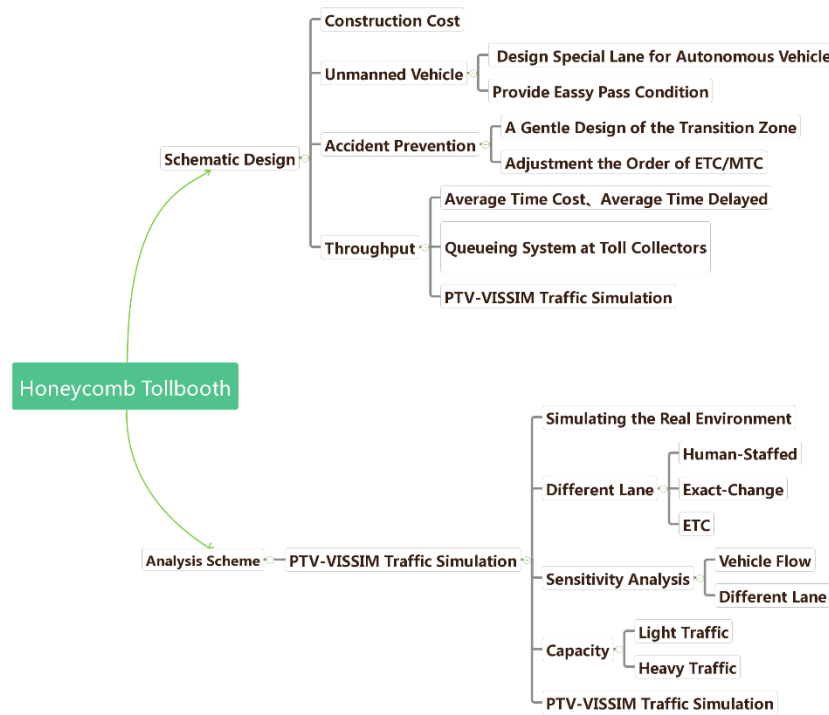 Construction Cost
Unmanned Vehicle
Design Special Lane for Autonomous Vehicle
Provide Eassy Pass Condition
Schematic Design
Accident Prevention
A Gentle Design of the Transition Zone
Adjustment the Order of ETC/MTC
Throughput
Average Time Cost、Average Time Delayed
Queueing System at Toll Collectors
PTV-VISSIM Traffic Simulation
Honeycomb Tollbooth
Analysis Scheme
PTV-VISSIM Traffic Simulation
Simulating the Real Environment
Different Lane
Human-Staffed
Exact-Change
ETC
Sensitivity Analysis
Vehicle Flow
Different Lane
Capacity
Light Traffic
Heavy Traffic
PTV-VISSIM Traffic Simulation